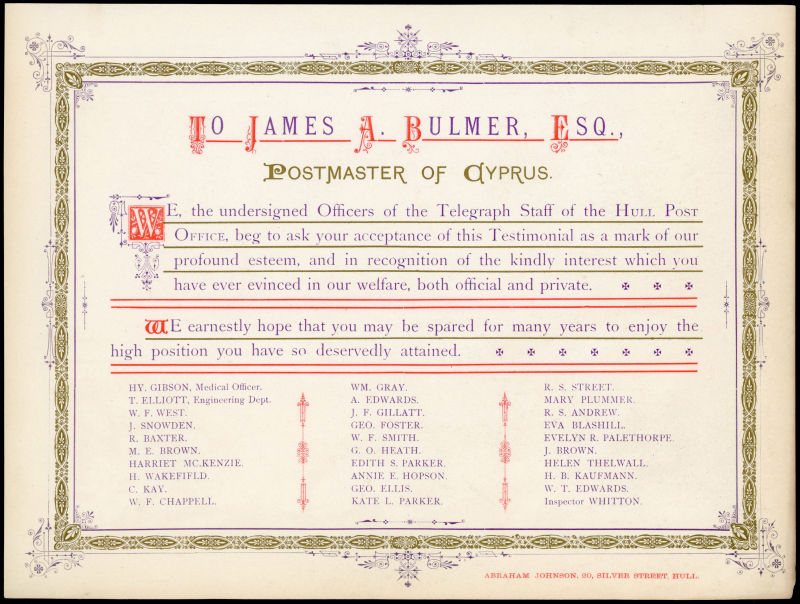 To James A. Bulmer, Esq.,
Postmaster of Cyprus.
WE, the undersigned Officers of the Telegraph Staff of the Hull Post
Office, beg to ask your acceptance of this Testimonial as a mark of our
profound esteem, and in recognition of the kindly interest which you
have ever evinced in our welfare, both official and private.
WE earnestly hope that you may be spared for many years to enjoy the
high position you have so deservedly attained.
HY. GIBSON, Medical Officer.
T. ELLIOTT, Engineering Dept.
W. F. WEST.
J. SNOWDEN.
R. BAXTER.
M. E. BROWN.
HARRIET MC.KENZIE.
H. WAKEFIFLD.
C. KAY.
W. F. CHAPPELL.
WM. GRAY.
A. EDWARDS.
J. F. GILLATT.
GEO. FOSTER.
W. F. SMITH.
G. O. HEATH.
EDITH S. PARKER.
ANNIE E. HOPSON.
GEO. ELLIS.
KATE L. PARKER.
R. S. STREET.
MARY PLUMMER.
R. S. ANDREW.
EVA BLASHILL.
EVELYN R. PALETHORPE.
J. BROWN.
HELEN THELWALL.
H. B. KAUFMANN.
W. T. EDWARDS.
Inspector WHITTON.
ABRAHAM JOHNSON, 20, SILVER STREET, HULL.